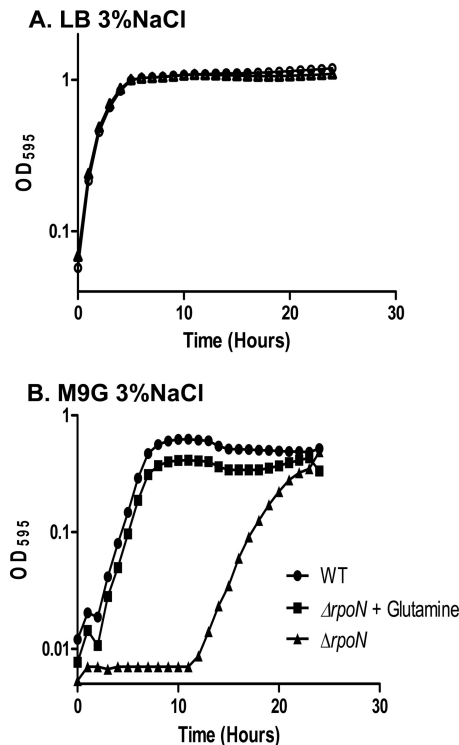 A. LB 3%NaCl
1
0.1
OD595
0
10
20
30
Time (Hours)
B. M9G 3%NaCl
1
0.1
0.01
OD595
WT
ΔrpoN + Glutamine
ΔrpoN
0
10
20
30
Time (Hours)